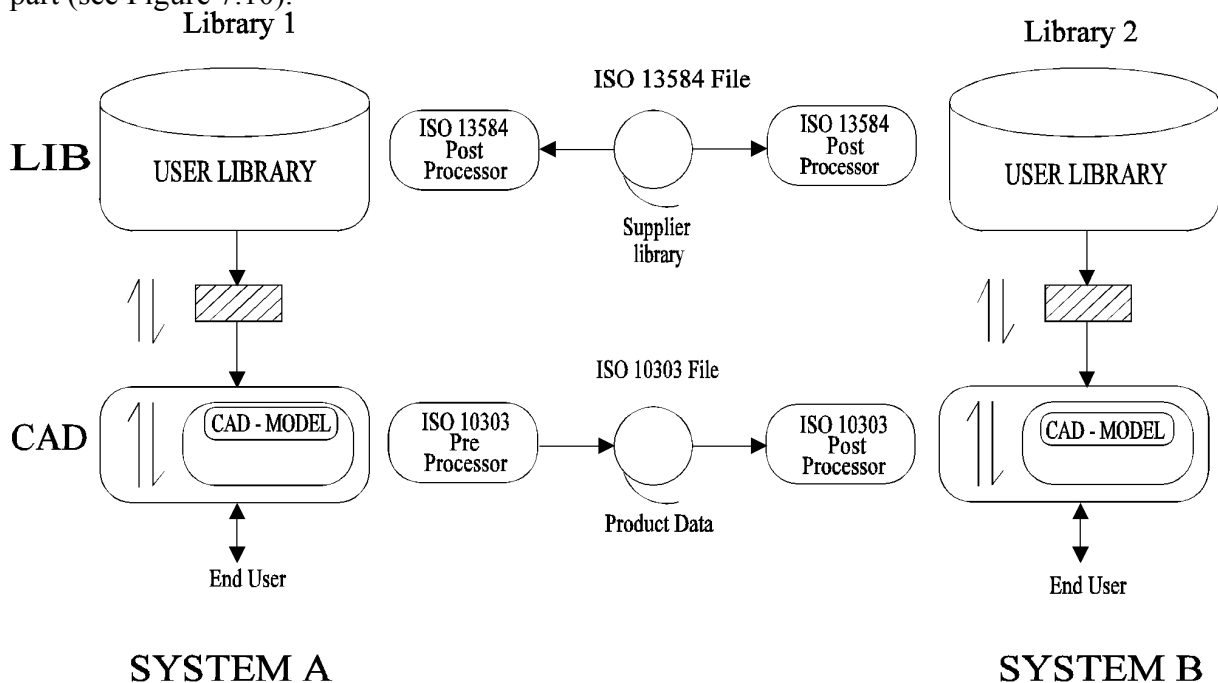 part (see Figure 7.10).
Library 1
Library 2
ISO 13584 File
LIB
USER LIBRARY
ISO 13584
Post
Processor
ISO 13584
Post
Processor
USER LIBRARY
Supplier
library
ISO 10303 File
CAD
CAD - MODEL
ISO 10303
Pre
Processor
ISO 10303
Post
Processor
CAD - MODEL
Product Data
End User
End User
SYSTEM A
SYSTEM B